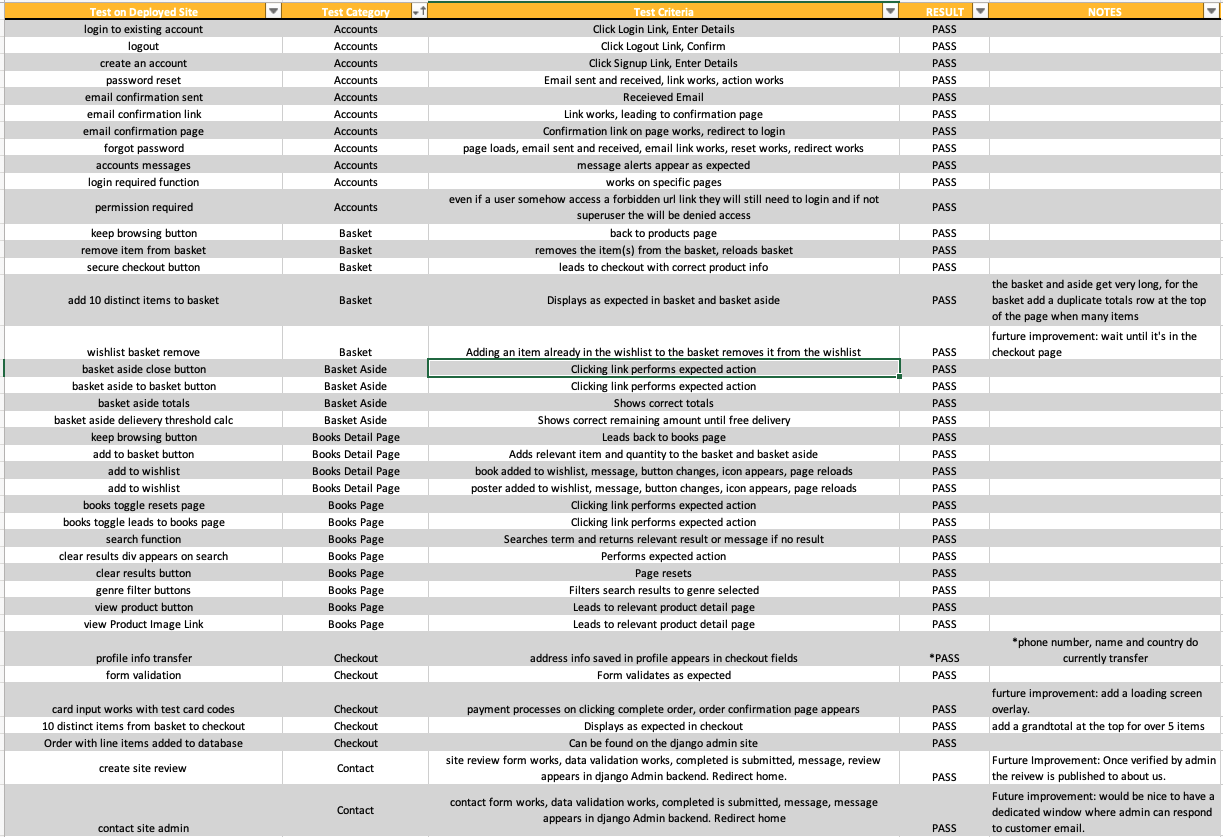 Test on Deployed Site Test Category Test Criteria RESULT NOTES
login to existing account Accounts Click Login Link, Enter Details PASS
logout Accounts Click Logout Link, Confirm PASS
create an account Accounts Click Signup Link, Enter Details PASS
password reset Accounts Email sent and received, link works, action works PASS
email confirmation sent Accounts Receieved Email PASS
email confirmation link Accounts Link works, leading to confirmation page PASS
email confirmation page Accounts Confirmation link on page works, redirect to login PASS
forgot password Accounts page loads, email sent and received, email link works, reset works, redirect works PASS
accounts messages Accounts message alerts appear as expected PASS
login required function Accounts works on specific pages PASS
permission required Accounts even if a user somehow access a forbidden url link they will still need to login and if not
superuser the will be denied access PASS
keep browsing button Basket back to products page PASS
remove item from basket Basket removes the item(s) from the basket, reloads basket PASS
secure checkout button Basket leads to checkout with correct product info PASS
add 10 distinct items to basket Basket Displays as expected in basket and basket aside PASS the basket and aside get very long, for the
basket add a duplicate totals row at the top
of the page when many items
wishlist basket remove Basket Adding an item already in the wishlist to the basket removes it from the wishlist PASS furture improvement: wait until it's in the
checkout page
basket aside close button Basket Aside Clicking link performs expected action PASS
basket aside to basket button Basket Aside Clicking link performs expected action PASS
basket aside totals Basket Aside Shows correct totals PASS
basket aside delievery threshold calc Basket Aside Shows correct remaining amount until free delivery PASS
keep browsing button Books Detail Page Leads back to books page PASS
add to basket button Books Detail Page Adds relevant item and quantity to the basket and basket aside PASS
add to wishlist Books Detail Page book added to wishlist, message, button changes, icon appears, page reloads PASS
add to wishlist Books Detail Page poster added to wishlist, message, button changes, icon appears, page reloads PASS
books toggle resets page Books Page Clicking link performs expected action PASS
books toggle leads to books page Books Page Clicking link performs expected action PASS
search function Books Page Searches term and returns relevant result or message if no result PASS
clear results div appears on search Books Page Performs expected action PASS
clear results button Books Page Page resets PASS
genre filter buttons Books Page Filters search results to genre selected PASS
view product button Books Page Leads to relevant product detail page PASS
view Product Image Link Books Page Leads to relevant product detail page PASS
profile info transfer Checkout address info saved in profile appears in checkout fields *PASS *phone number, name and country do
currently transfer
form validation Checkout Form validates as expected PASS
card input works with test card codes Checkout payment processes on clicking complete order, order confirmation page appears PASS furture improvement: add a loading screen
overlay.
10 distinct items from basket to checkout Checkout Displays as expected in checkout PASS add a grandtotal at the top for over 5 items
Order with line items added to database Checkout Can be found on the django admin site PASS
create site review Contact site review form works, data validation works, completed is submitted, message, review
appears in django Admin backend. Redirect home. PASS Furture Improvement: Once verified by admin
the reivew is published to about us.
contact site admin Contact contact form works, data validation works, completed is submitted, message, message
appears in django Admin backend. Redirect home PASS Future improvement: would be nice to have a
dedicated window where admin can respond
to customer email.